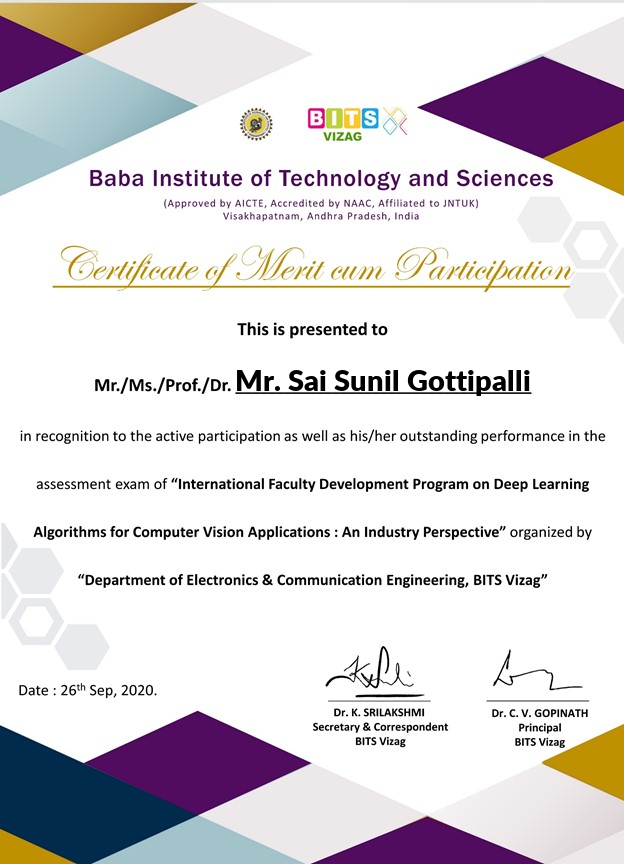 BITS
VIZAG
Baba Institute of Technology and Sciences
(Approved by AICTE, Accredited by NAAC, Affiliated to JNTUK)
Visakhapatnam, Andhra Pradesh, India
Certificate of Merit cum Participation
This is presented to
Mr./Ms./Prof./Dr. Mr. Sai Sunil Gottipalli
in recognition to the active participation as well as his/her outstanding performance in the
assessment exam of “International Faculty Development Program on Deep Learning
Algorithms for Computer Vision Applications : An Industry Perspective” organized by
“Department of Electronics & Communication Engineering, BITS Vizag”
Date : 26th Sep, 2020.
Dr. K. SRILAKSHMI
Secretary & Correspondent
BITS Vizag
Dr. C. V. GOPINATH
Principal
BITS Vizag